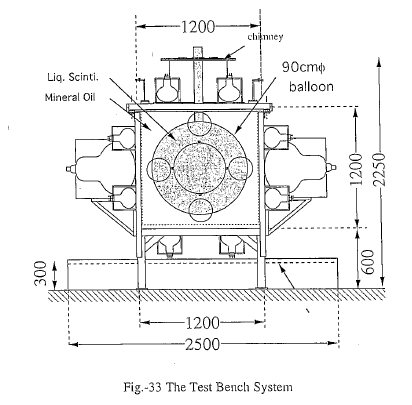 1200
chimney
90cmφ
balloon
Liq. Scinti.
Mineral Oil
1200
2250
600
300
1200
2500
Fig.-33 The Test Bench System